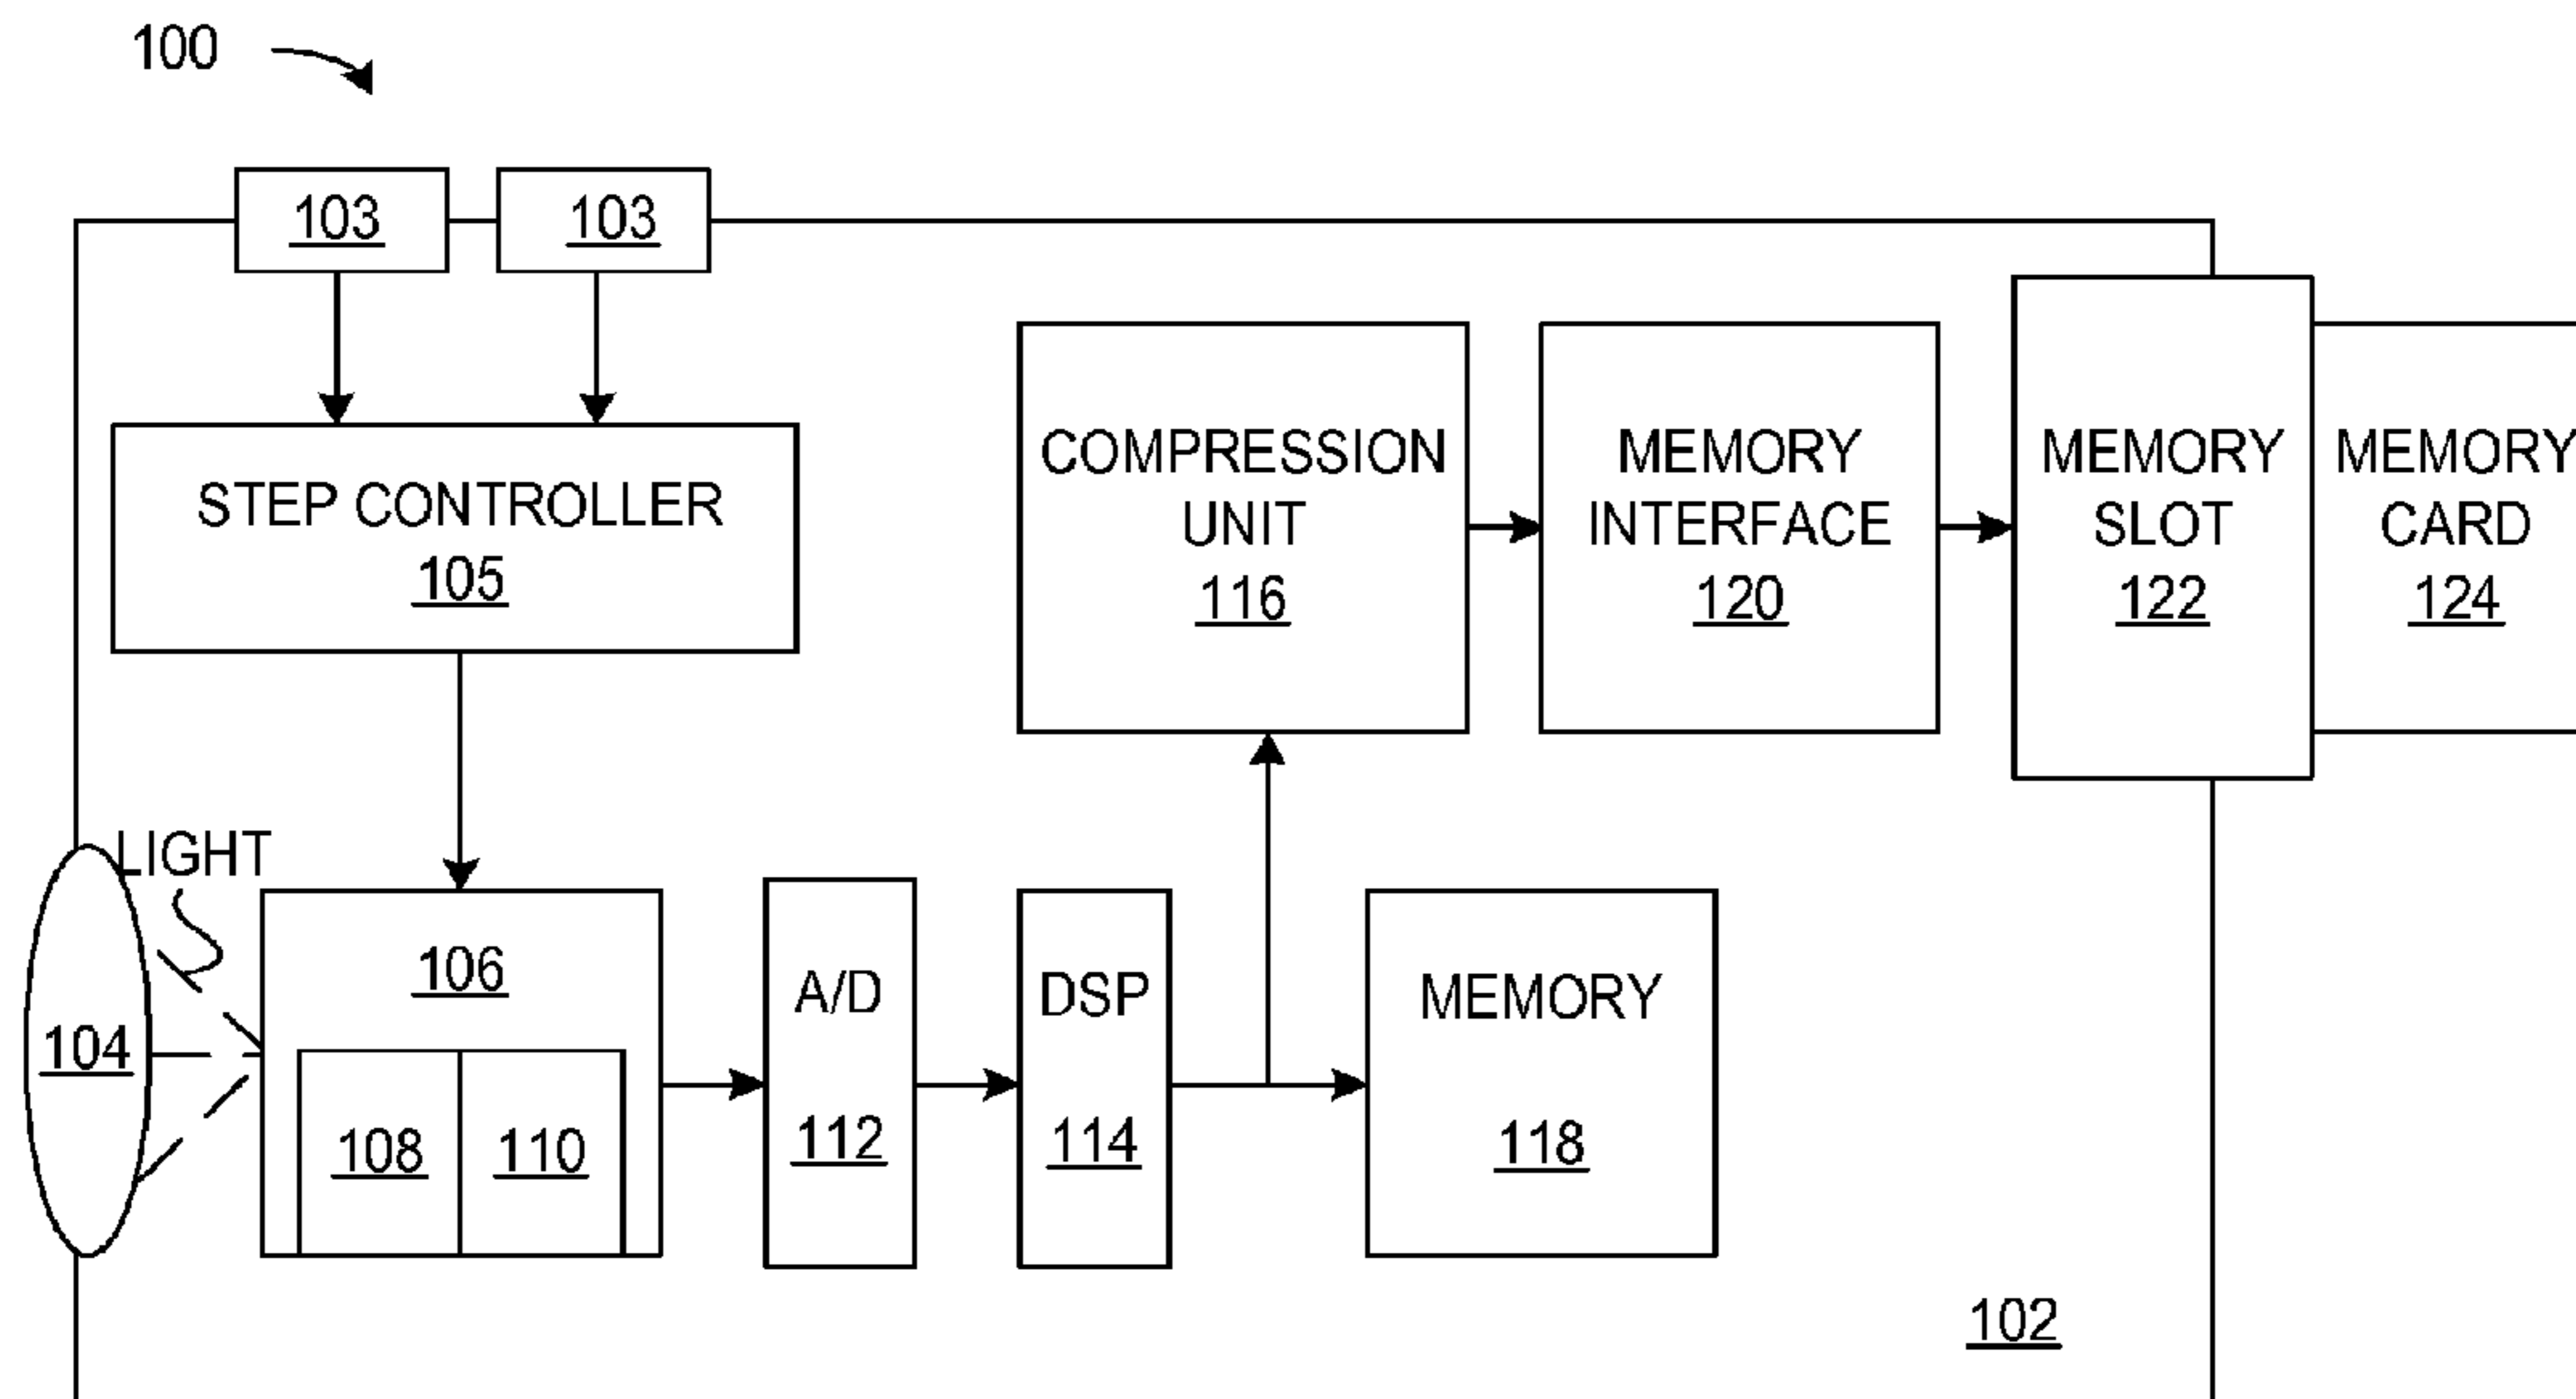 100
103
103
STEP CONTROLLER
105
COMPRESSION
UNIT
116
MEMORY
INTERFACE
120
MEMORY
SLOT
122
MEMORY
CARD
124
LIGHT
104
106
108
110
A/D
112
DSP
114
MEMORY
118
102